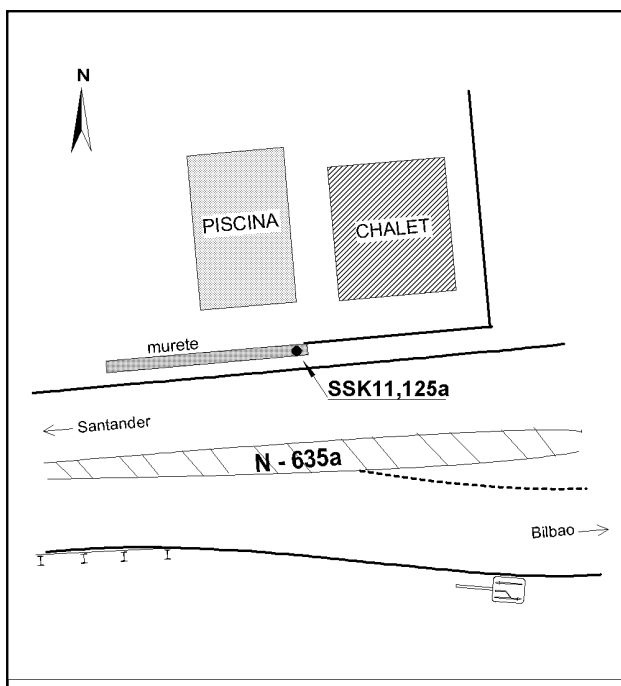 N
PISCINA
CHALET
murete
SSK11,125a
Santander
N - 635a
Bilbao